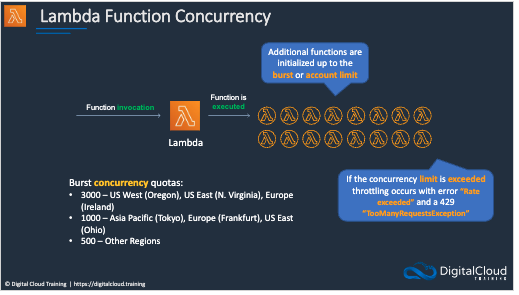 Lambda Function Concurrency
Additional functions are
initialized up to the
burst or account limit
Function invocation
Function is
executed
Lambda
If the concurrency limit is exceeded
throttling occurs with error "Rate
exceeded" and a 429
"TooManyRequestsException"
Burst concurrency quotas:
• 3000 – US West (Oregon), US East (N. Virginia), Europe
(Ireland)
• 1000 – Asia Pacific (Tokyo), Europe (Frankfurt), US East
(Ohio)
• 500 – Other Regions
© Digital Cloud Training | https://digitalcloud.training
DigitalCloud
TRAINING